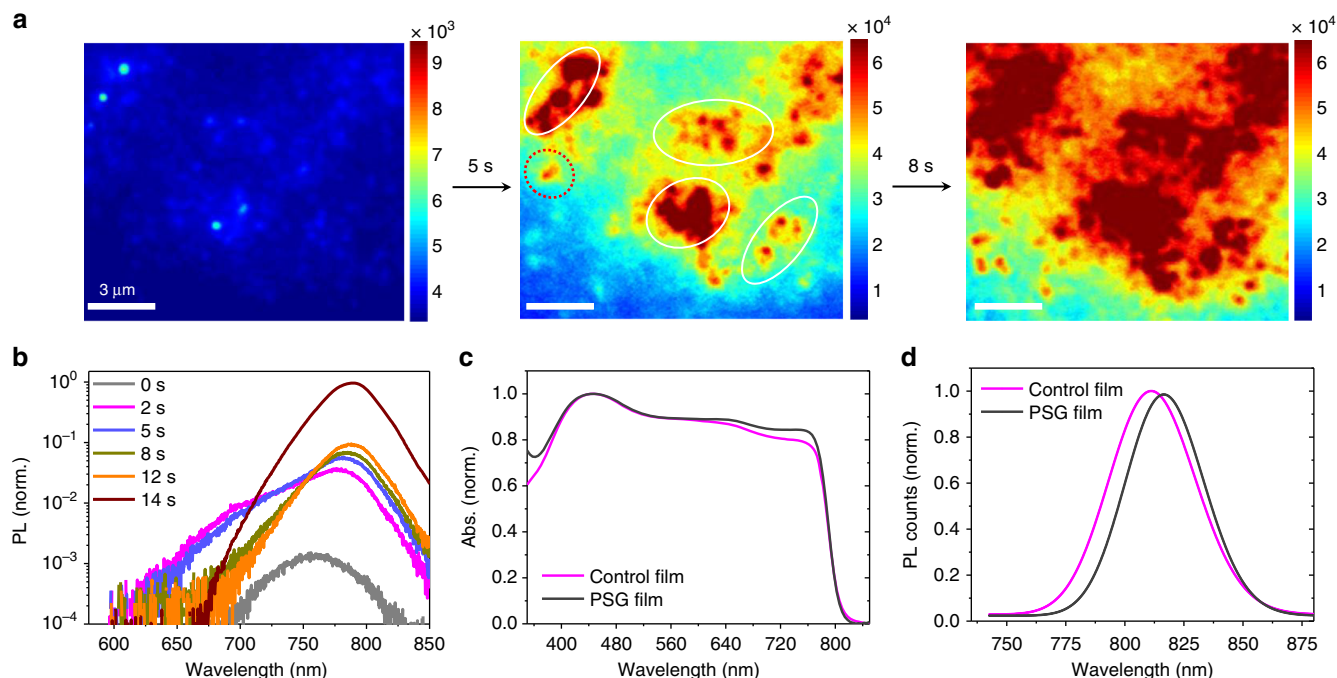 a
× 10³
9
8
7
6
5
4
3 μm
5 s
× 10⁴
6
5
4
3
2
1
8 s
× 10⁴
6
5
4
3
2
1
b
PL (norm.)
10⁰
10⁻¹
10⁻²
10⁻³
10⁻⁴
0 s
2 s
5 s
8 s
12 s
14 s
600 650 700 750 800 850
Wavelength (nm)
c
Abs. (norm.)
1.0
0.8
0.6
0.4
0.2
0.0
Control film
PSG film
400 480 560 640 720 800
Wavelength (nm)
d
PL counts (norm.)
1.0
0.8
0.6
0.4
0.2
0.0
Control film
PSG film
750 775 800 825 850 875
Wavelength (nm)